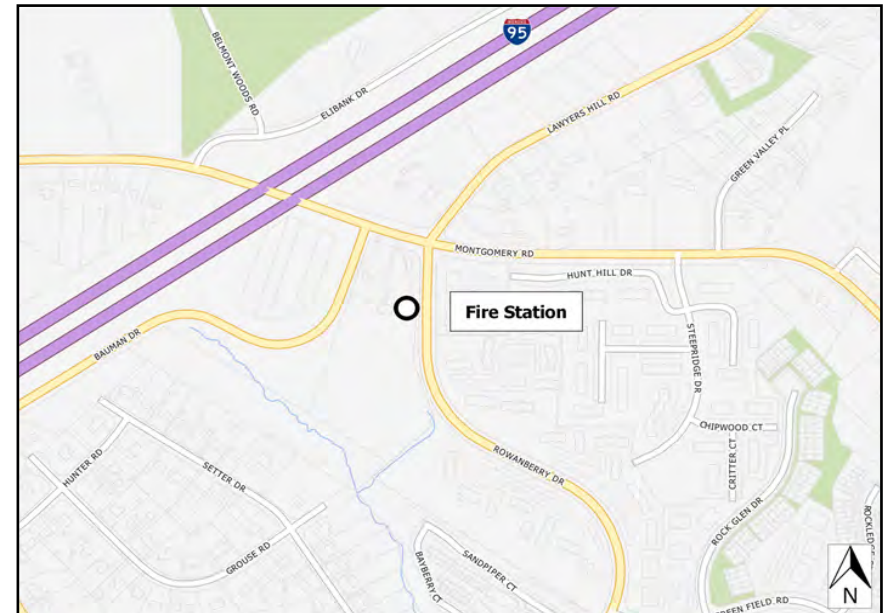 INTERSTATE
95
BELMONT WOODS RD
ELIBANK DR
LAWYERS HILL RD
GREEN VALLEY PL
MONTGOMERY RD
HUNT HILL DR
Fire Station
STEEPRIDGE DR
BAUMAN DR
CHIPWOOD CT
CRITTER CT
HUNTER RD
SETTER DR
ROWANBERRY DR
ROCK GLEN DR
GROUSE RD
SANDPIPER CT
BAYBERRY CT
N